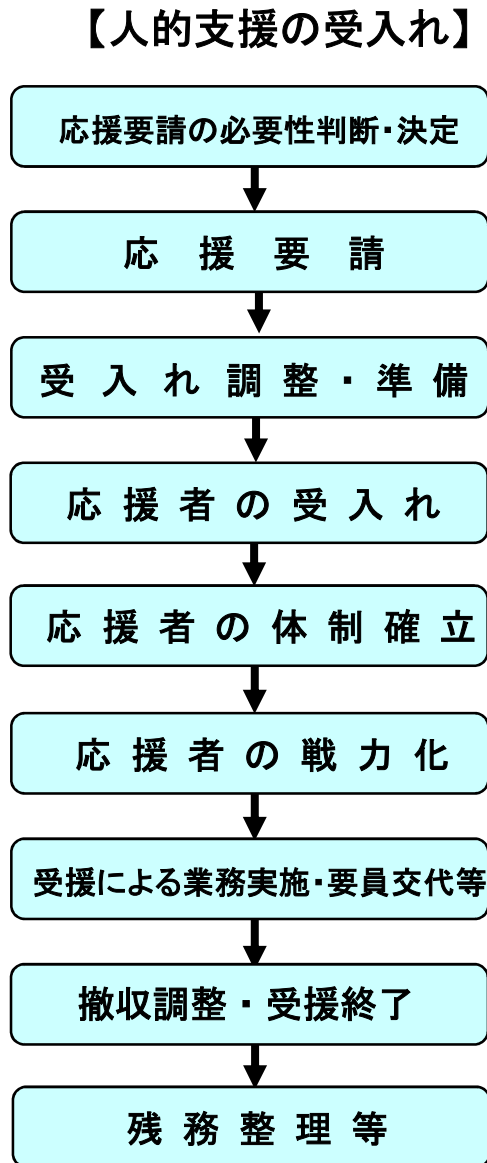 【人的支援の受入れ】
応援要請の必要性判断・決定
応援要請
受入れ調整・準備
応援者の受入れ
応援者の体制確立
応援者の戦力化
受援による業務実施・要員交代等
撤収調整・受援終了
残務整理等